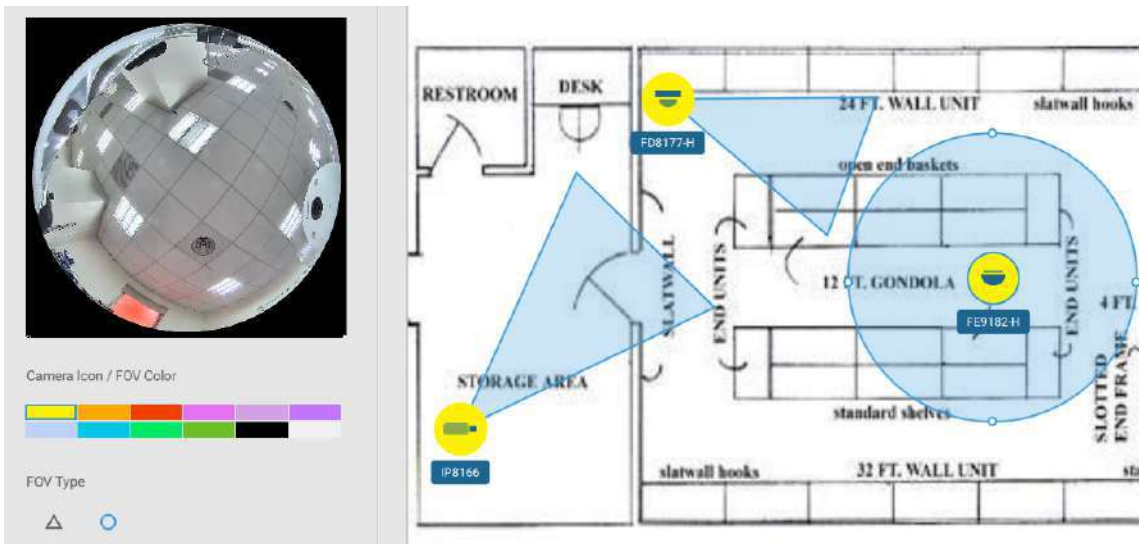 Camera Icon / FOV Color
FOV Type
RESTROOM
DESK
FD8177-H
24 FT. WALL UNIT
slatwall hooks
open end baskets
SLATWALL
END UNITS
12 FT. GONDOLA
END UNITS
4 FT.
FE9182-H
STORAGE AREA
SLOTTED
END FRAME
standard shelves
IP8166
slatwall hooks
32 FT. WALL UNIT
sta